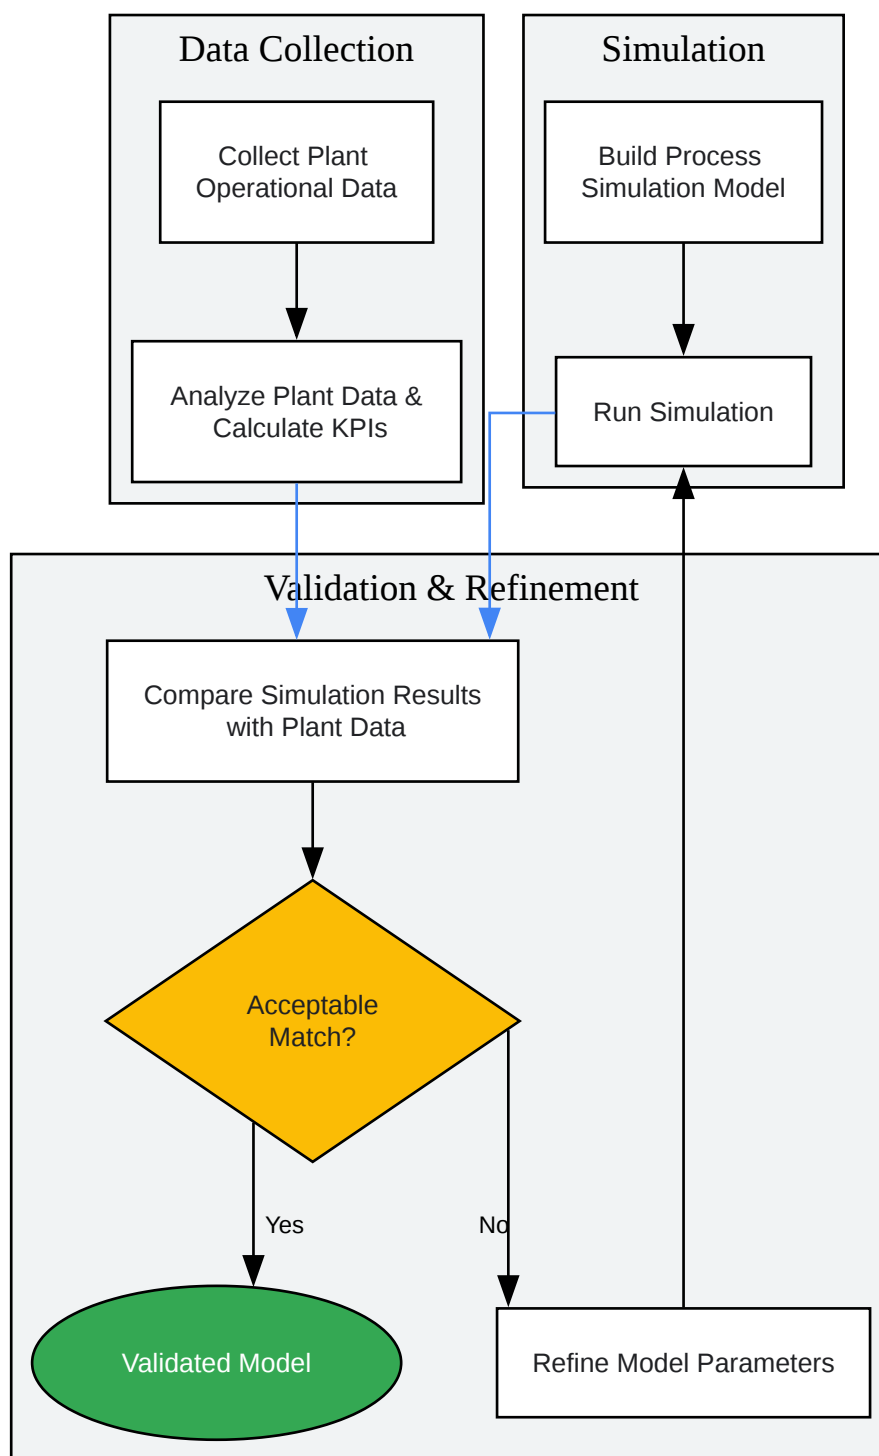 Data Collection
Collect Plant
Operational Data
Analyze Plant Data &
Calculate KPIs
Simulation
Build Process
Simulation Model
Run Simulation
Validation & Refinement
Compare Simulation Results
with Plant Data
Acceptable
Match?
Yes
No
Validated Model
Refine Model Parameters